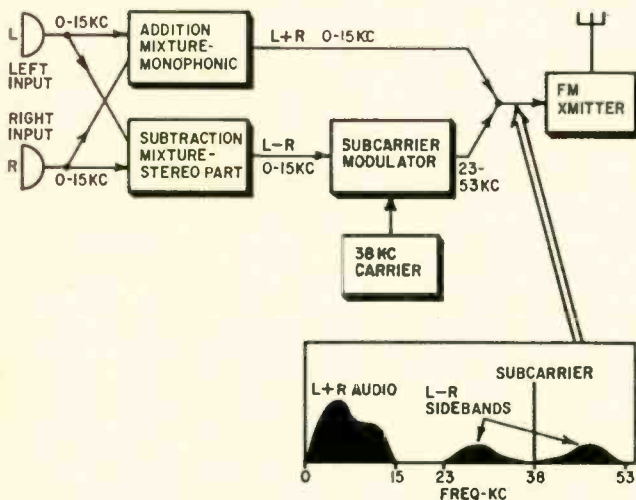 L
0-15KC
LEFT
INPUT
RIGHT
INPUT
R
0-15KC
ADDITION
MIXTURE-
MONOPHONIC
L+R 0-15KC
SUBTRACTION
MIXTURE-
STEREO PART
L-R
0-15KC
SUBCARRIER
MODULATOR
23-
53KC
38KC
CARRIER
FM
XMITTER
L+R AUDIO
L-R
SIDEBANDS
SUBCARRIER
0 15 23 38 53
FREQ-KC